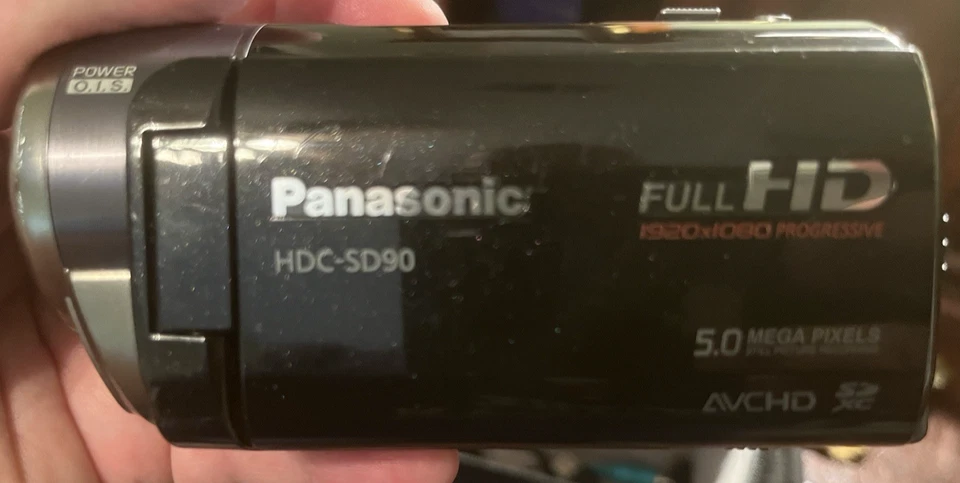 POWER
O.I.S.
Panasonic
HDC-SD90
FULL HD
1920x1080 PROGRESSIVE
5.0 MEGA PIXELS
AVCHD
SD
XC